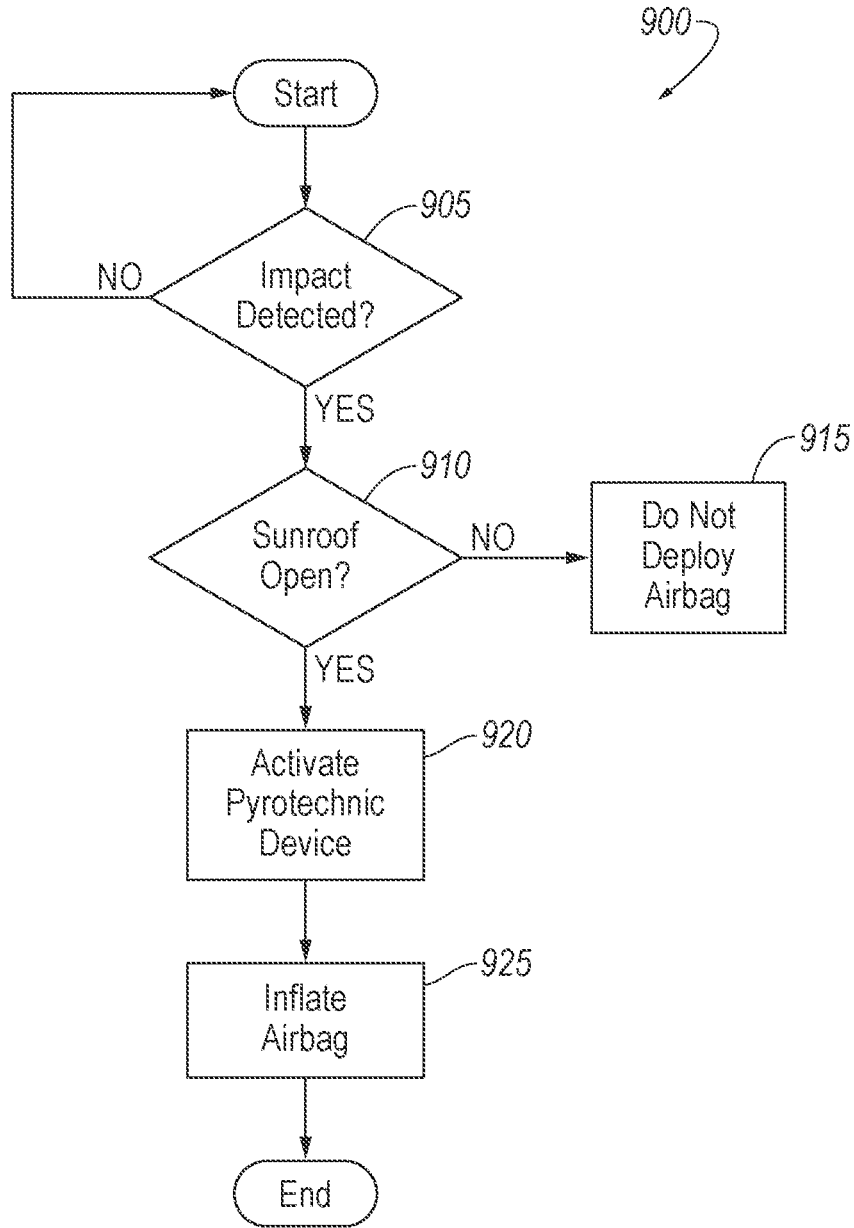 900
Start
905
NO
Impact
Detected?
YES
910
915
Sunroof
Open?
NO
Do Not
Deploy
Airbag
YES
920
Activate
Pyrotechnic
Device
925
Inflate
Airbag
End